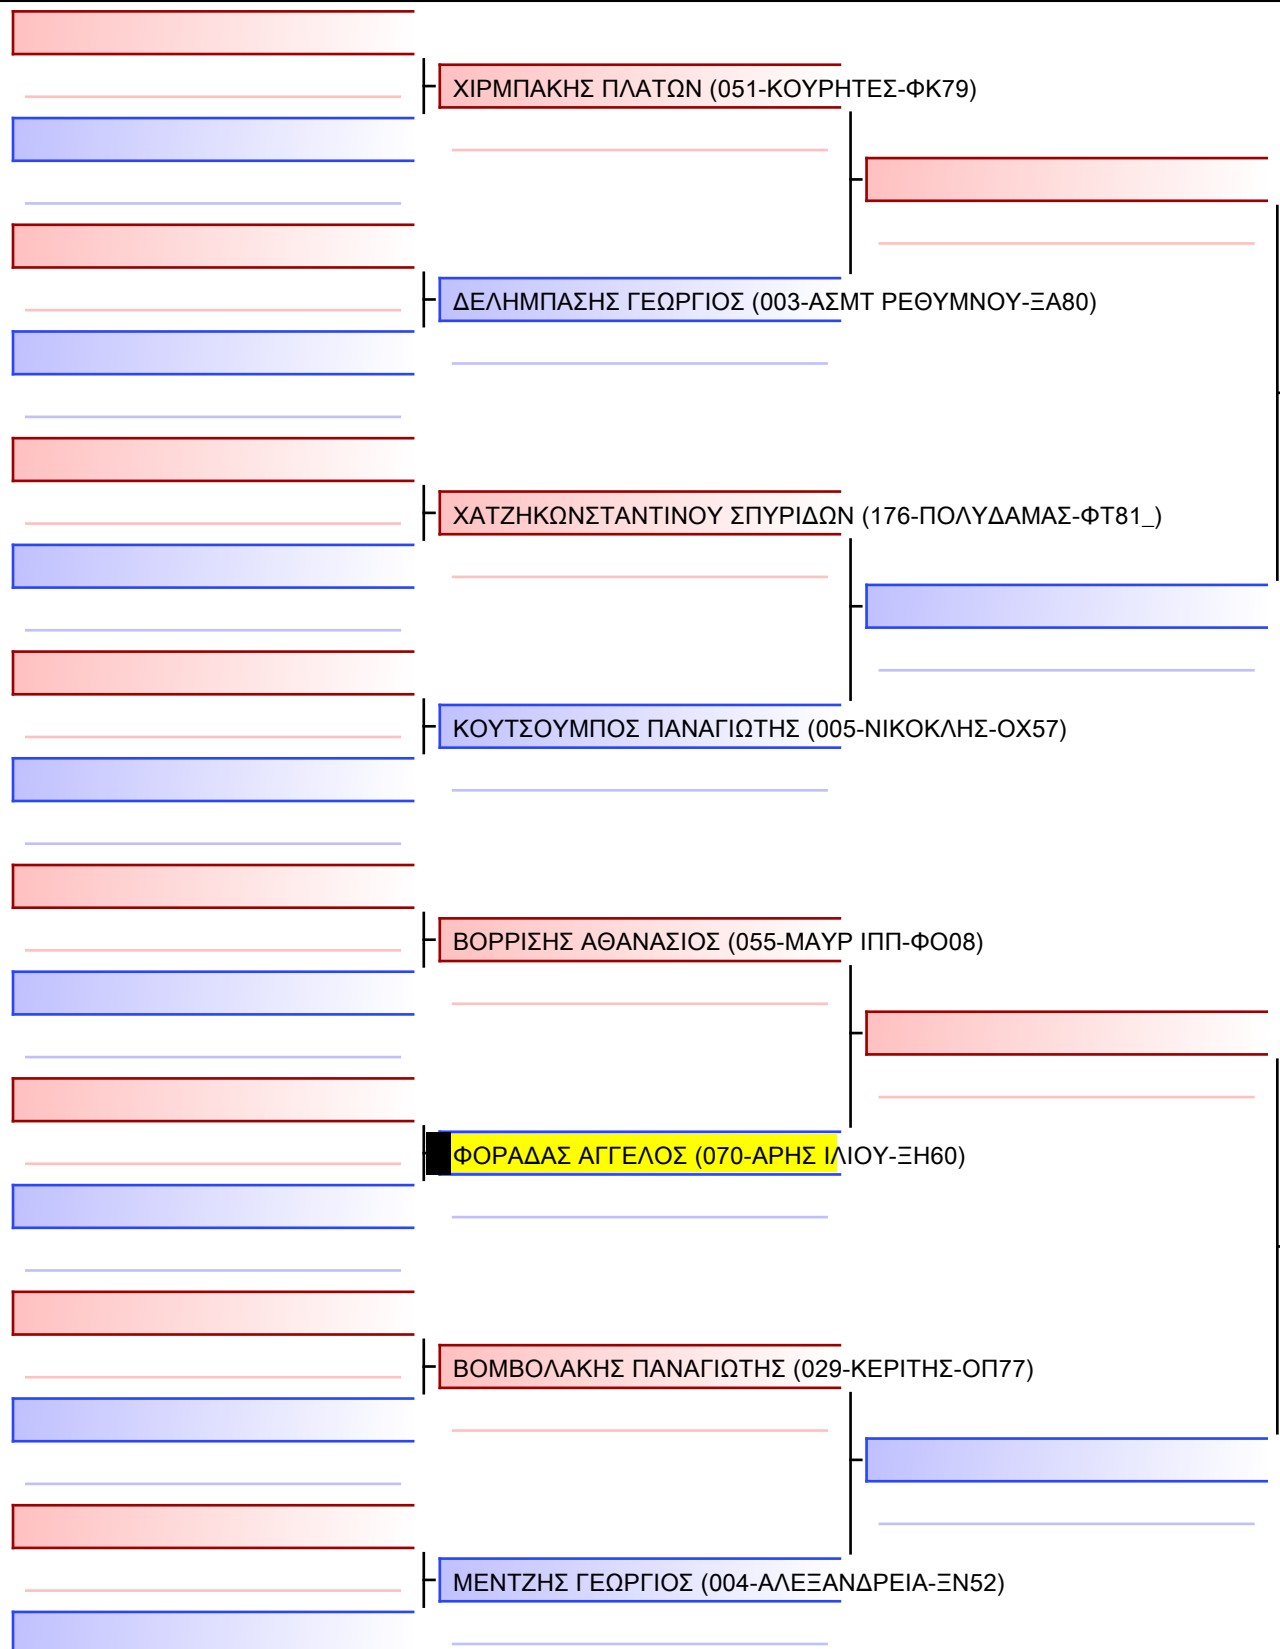 ΧΙΡΜΠΑΚΗΣ ΠΛΑΤΩΝ (051-ΚΟΥΡΗΤΕΣ-ΦΚ79)
ΔΕΛΗΜΠΑΣΗΣ ΓΕΩΡΓΙΟΣ (003-ΑΣΜΤ ΡΕΘΥΜΝΟΥ-ΞΑ80)
ΧΑΤΖΗΚΩΝΣΤΑΝΤΙΝΟΥ ΣΠΥΡΙΔΩΝ (176-ΠΟΛΥΔΑΜΑΣ-ΦΤ81_)
ΚΟΥΤΣΟΥΜΠΟΣ ΠΑΝΑΓΙΩΤΗΣ (005-ΝΙΚΟΚΛΗΣ-ΟΧ57)
ΒΟΡΡΙΣΗΣ ΑΘΑΝΑΣΙΟΣ (055-ΜΑΥΡ ΙΠΠ-ΦΟ08)
ΦΟΡΑΔΑΣ ΑΓΓΕΛΟΣ (070-ΑΡΗΣ ΙΛΙΟΥ-ΞΗ60)
ΒΟΜΒΟΛΑΚΗΣ ΠΑΝΑΓΙΩΤΗΣ (029-ΚΕΡΙΤΗΣ-ΟΠ77)
ΜΕΝΤΖΗΣ ΓΕΩΡΓΙΟΣ (004-ΑΛΕΞΑΝΔΡΕΙΑ-ΞΝ52)